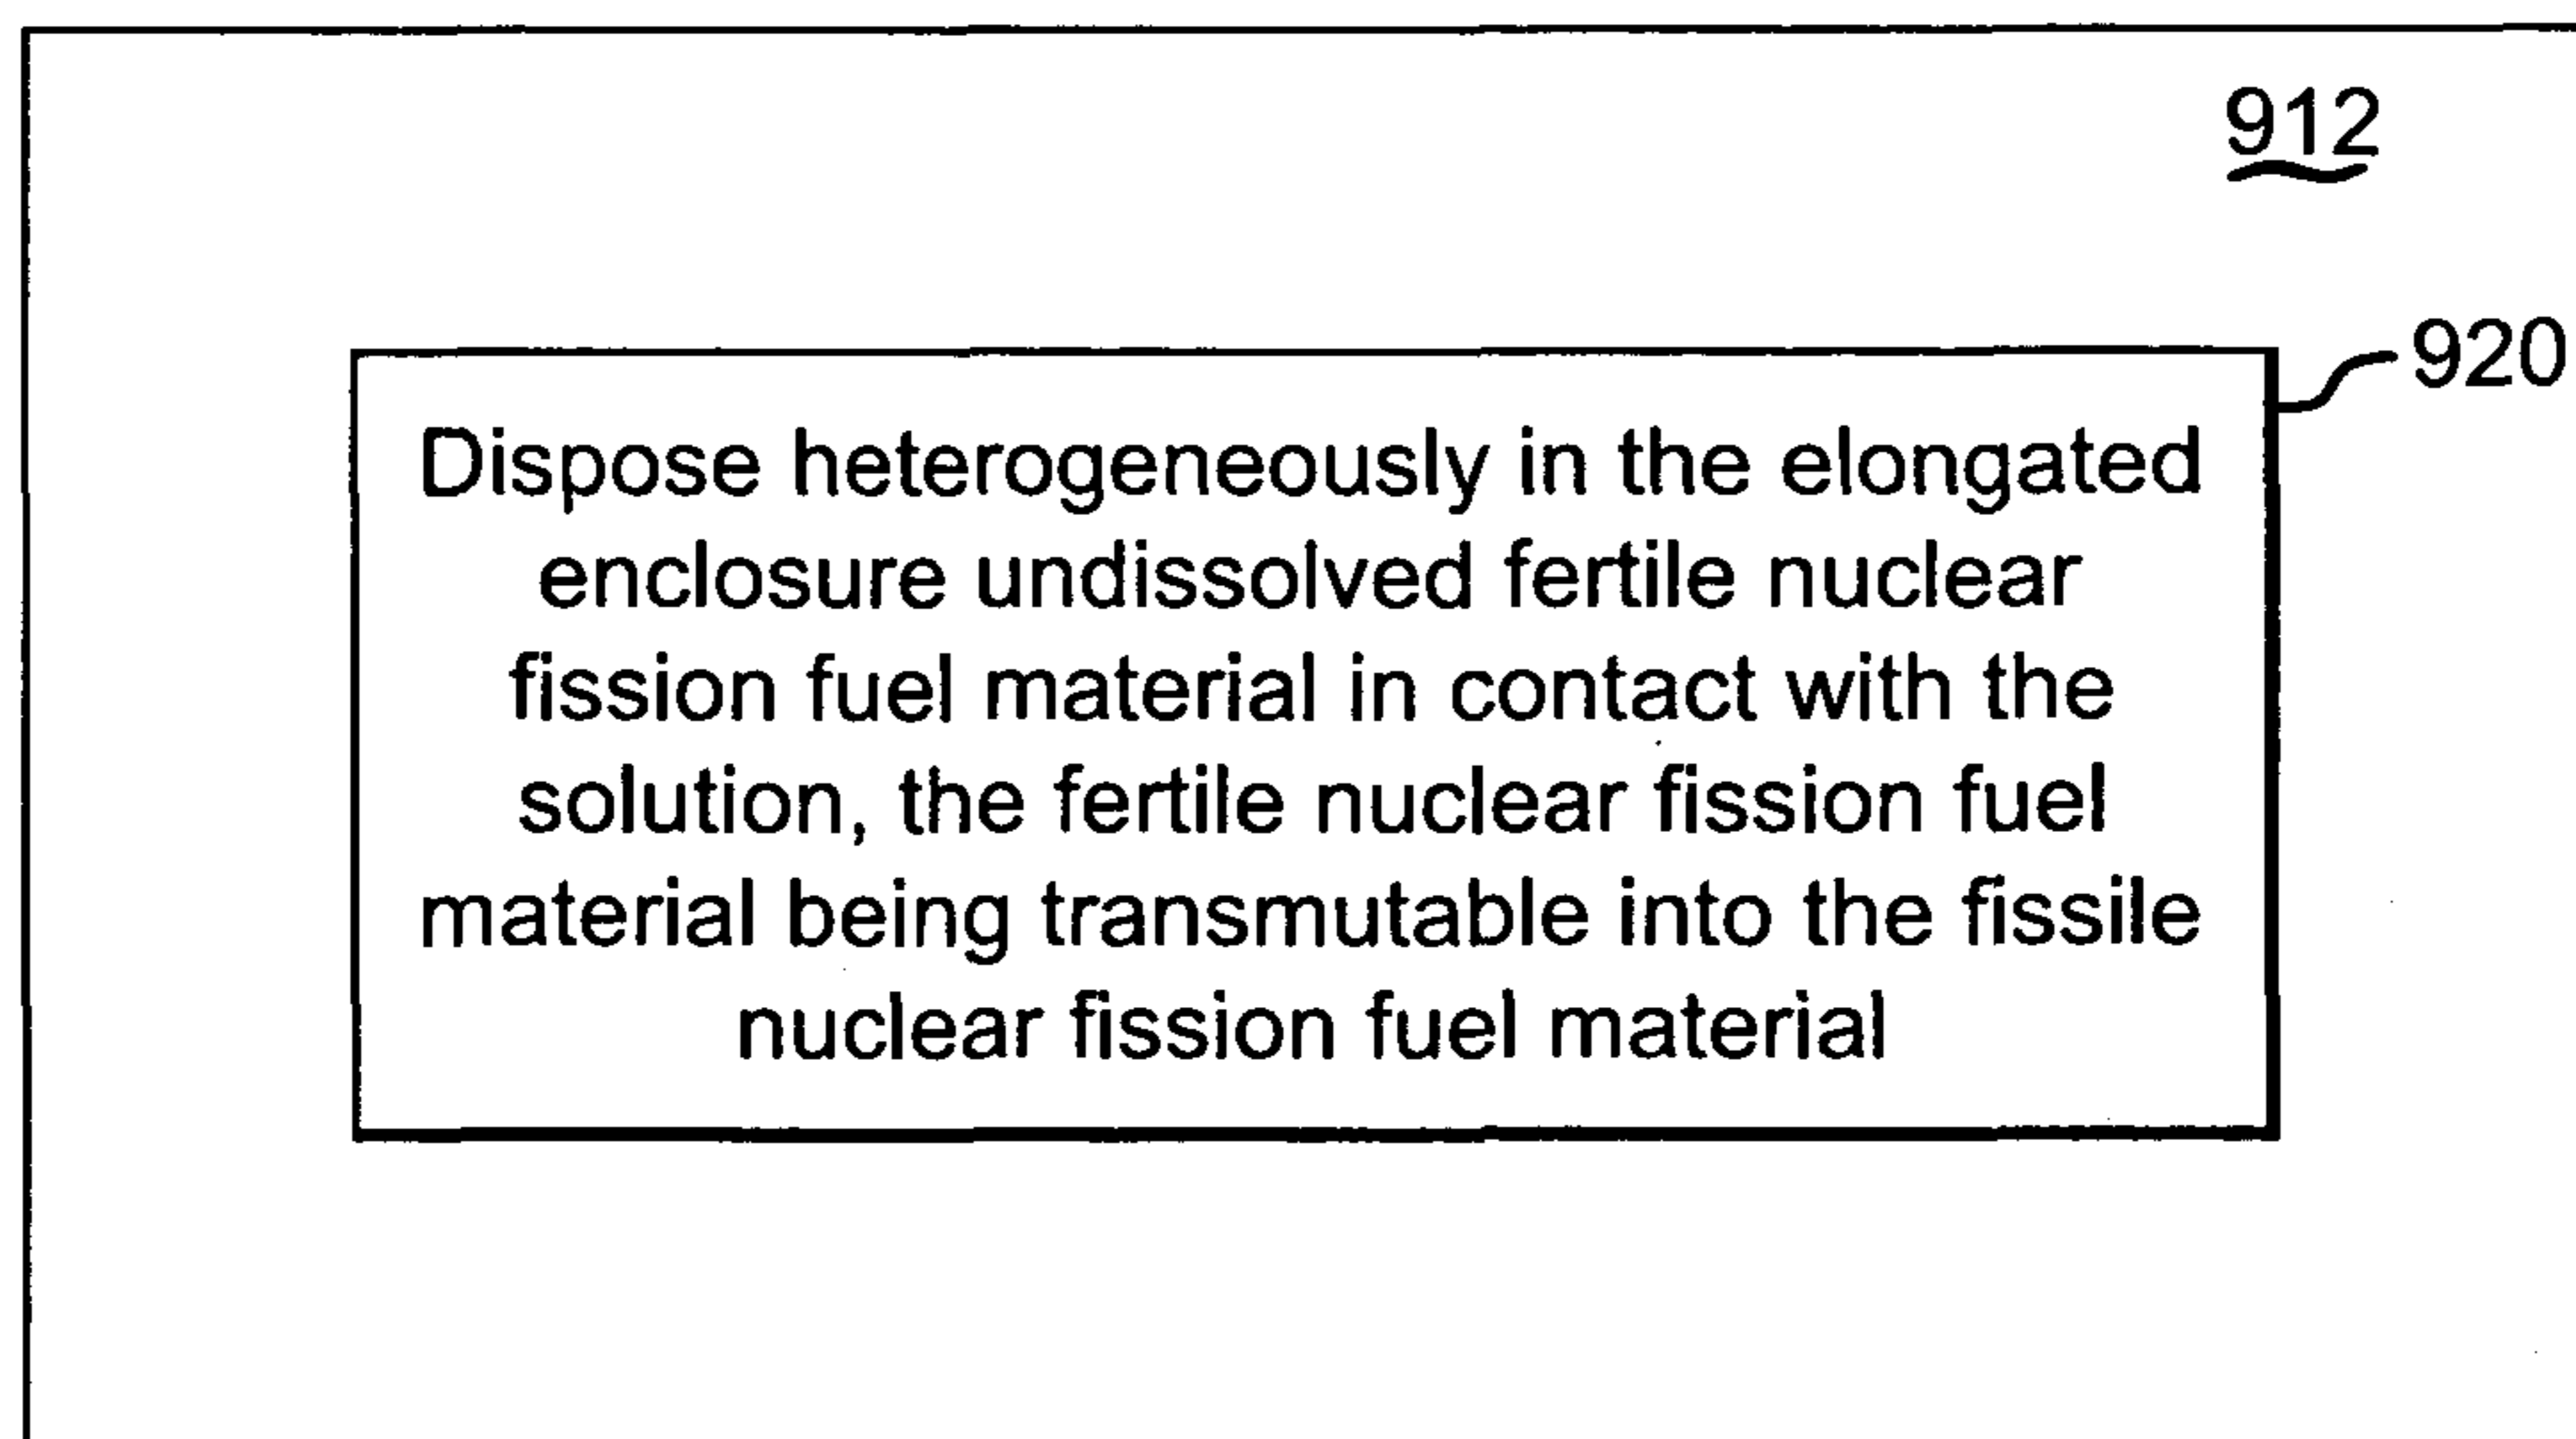 912
920
Dispose heterogeneously in the elongated
enclosure undissolved fertile nuclear
fission fuel material in contact with the
solution, the fertile nuclear fission fuel
material being transmutable into the fissile
nuclear fission fuel material